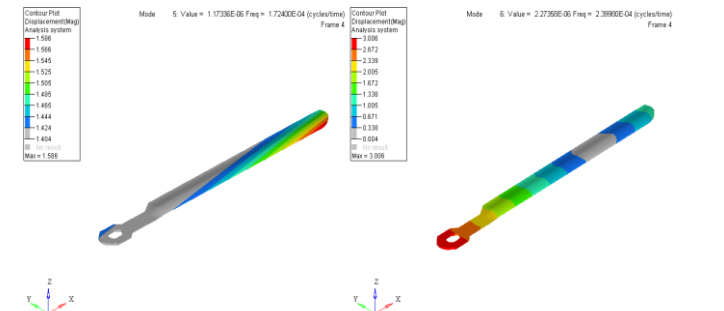 Contour Plot
Displacement(Mag)
Analysis system
1.586
1.566
1.545
1.525
1.505
1.485
1.465
1.444
1.424
1.404
No result
Max = 1.586
Mode 5: Value = 1.17336E-06 Freq = 1.72400E-04 (cycles/time)
Frame 4
Z
Y
X
Contour Plot
Displacement(Mag)
Analysis system
3.006
2.672
2.339
2.005
1.672
1.338
1.005
0.671
0.338
0.004
No result
Max = 3.006
Mode 6: Value = 2.27358E-06 Freq = 2.39980E-04 (cycles/time)
Frame 4
Z
Y
X